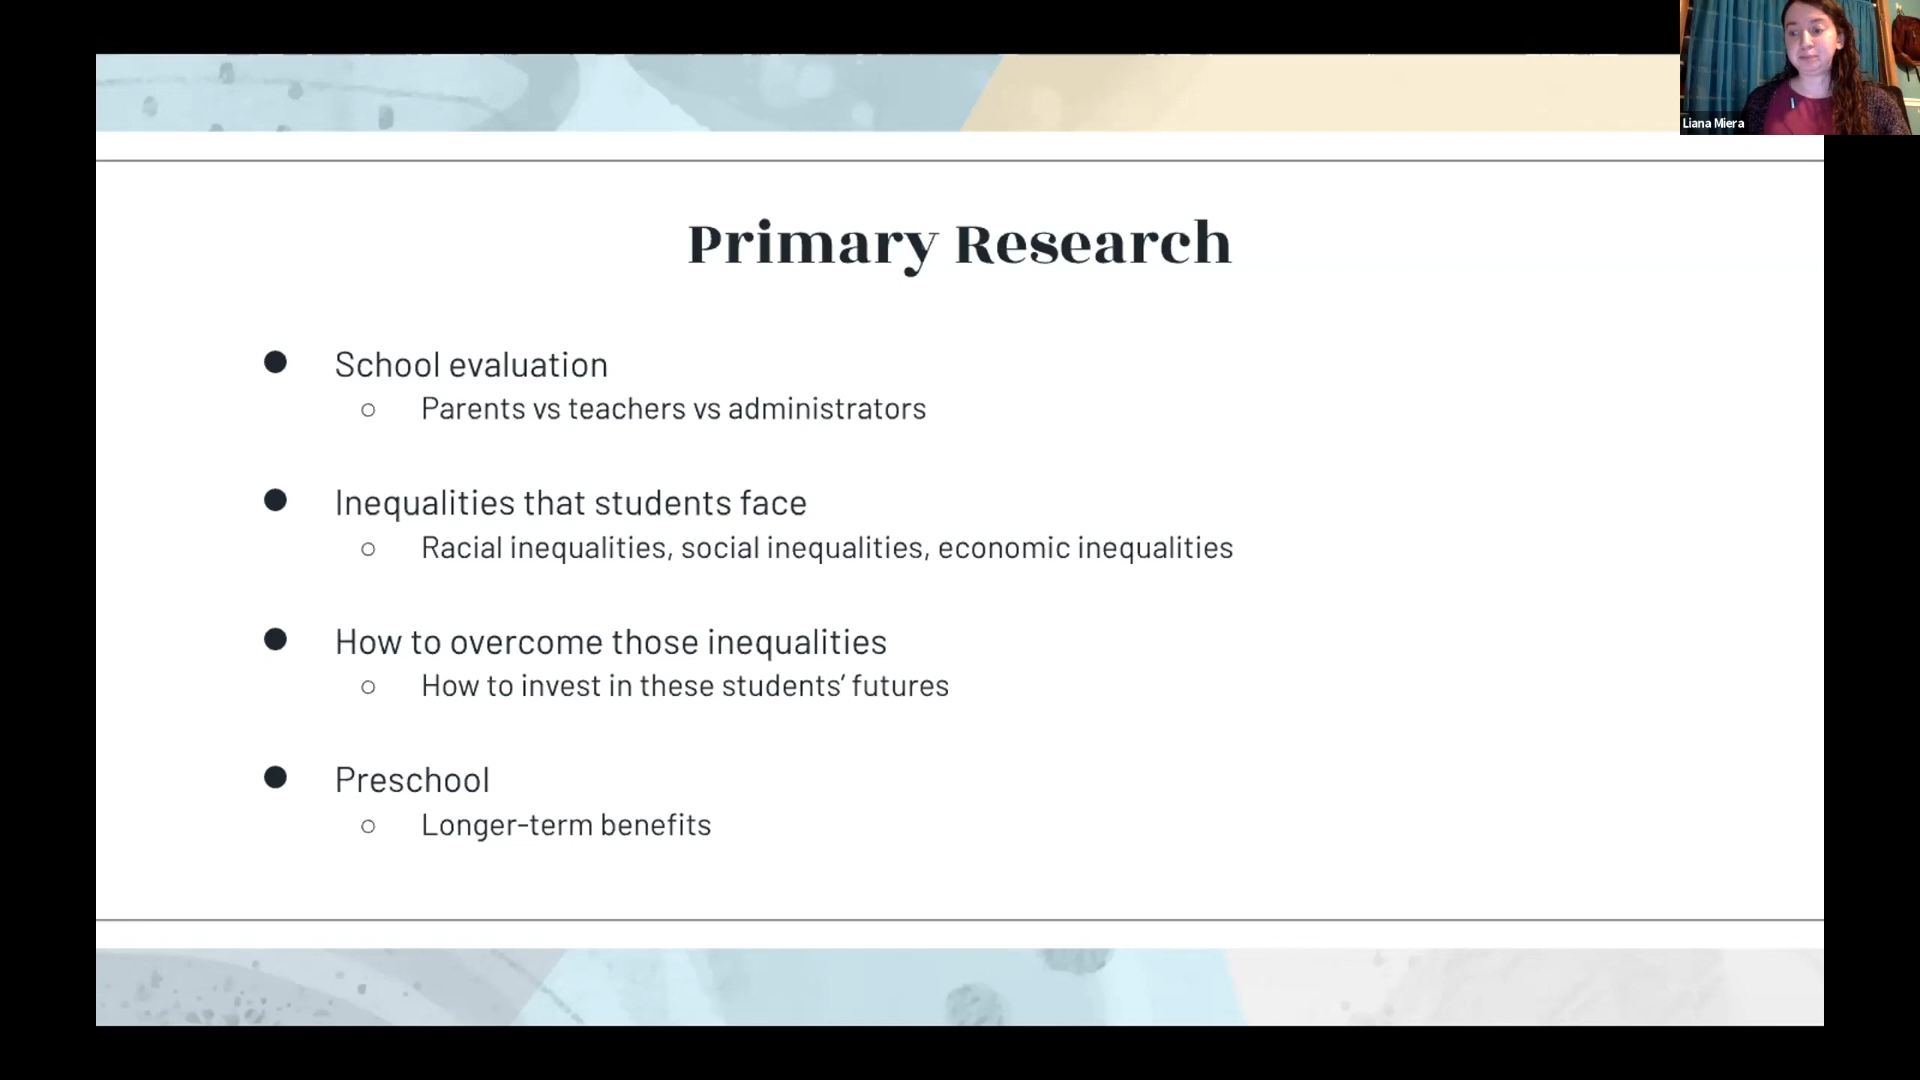 Liana Miera
Primary Research
● School evaluation
○ Parents vs teachers vs administrators
● Inequalities that students face
○ Racial inequalities, social inequalities, economic inequalities
● How to overcome those inequalities
○ How to invest in these students’ futures
● Preschool
○ Longer-term benefits